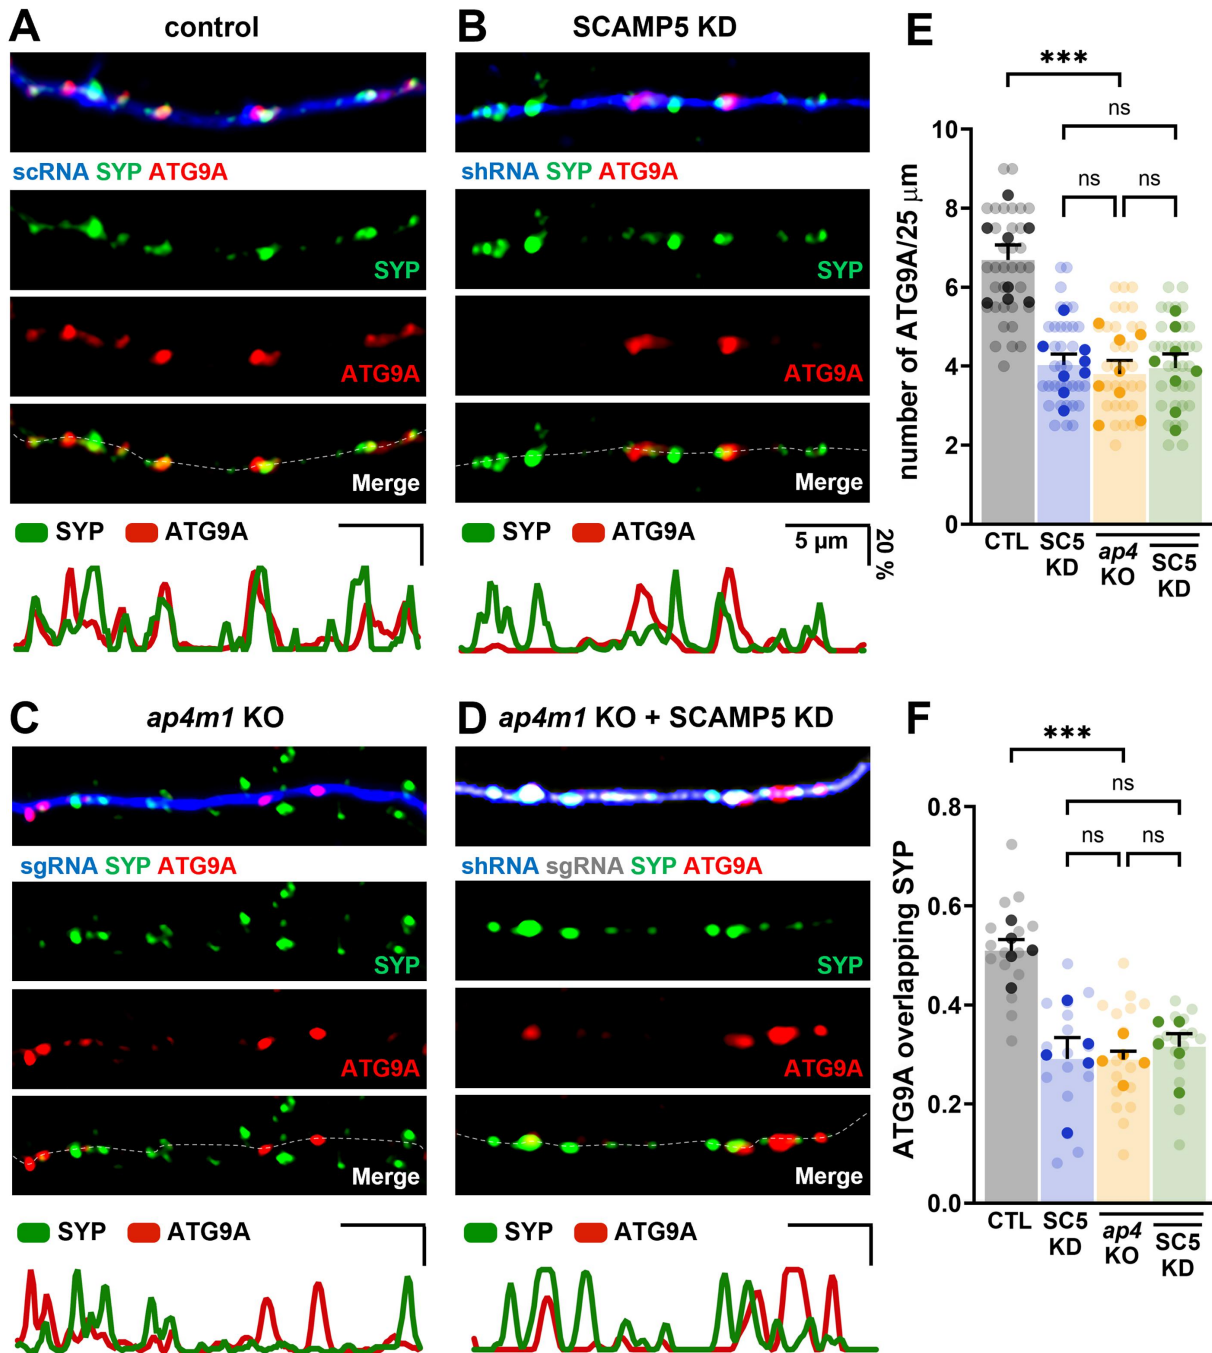 A control
scRNA SYP ATG9A
SYP
ATG9A
Merge
SYP ATG9A
B SCAMP5 KD
shRNA SYP ATG9A
SYP
ATG9A
Merge
SYP ATG9A
5 µm
20 %
C ap4m1 KO
sgRNA SYP ATG9A
SYP
ATG9A
Merge
SYP ATG9A
D ap4m1 KO + SCAMP5 KD
shRNA sgRNA SYP ATG9A
SYP
ATG9A
Merge
SYP ATG9A
E
***
ns
ns ns
number of ATG9A/25 µm
10
8
6
4
2
0
CTL SC5 KD ap4 KO SC5 KD
F
***
ns
ns ns
ATG9A overlapping SYP
0.8
0.6
0.4
0.2
0.0
CTL SC5 KD ap4 KO SC5 KD